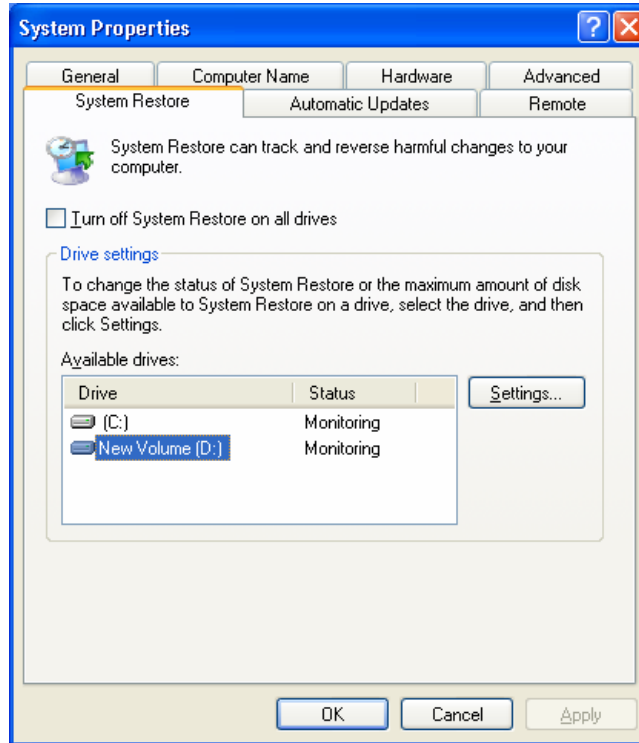 System Properties
General Computer Name Hardware Advanced
System Restore Automatic Updates Remote
System Restore can track and reverse harmful changes to your
computer.
Turn off System Restore on all drives
Drive settings
To change the status of System Restore or the maximum amount of disk
space available to System Restore on a drive, select the drive, and then
click Settings.
Available drives:
Drive Status
Settings...
(C:) Monitoring
New Volume (D:) Monitoring
OK Cancel Apply